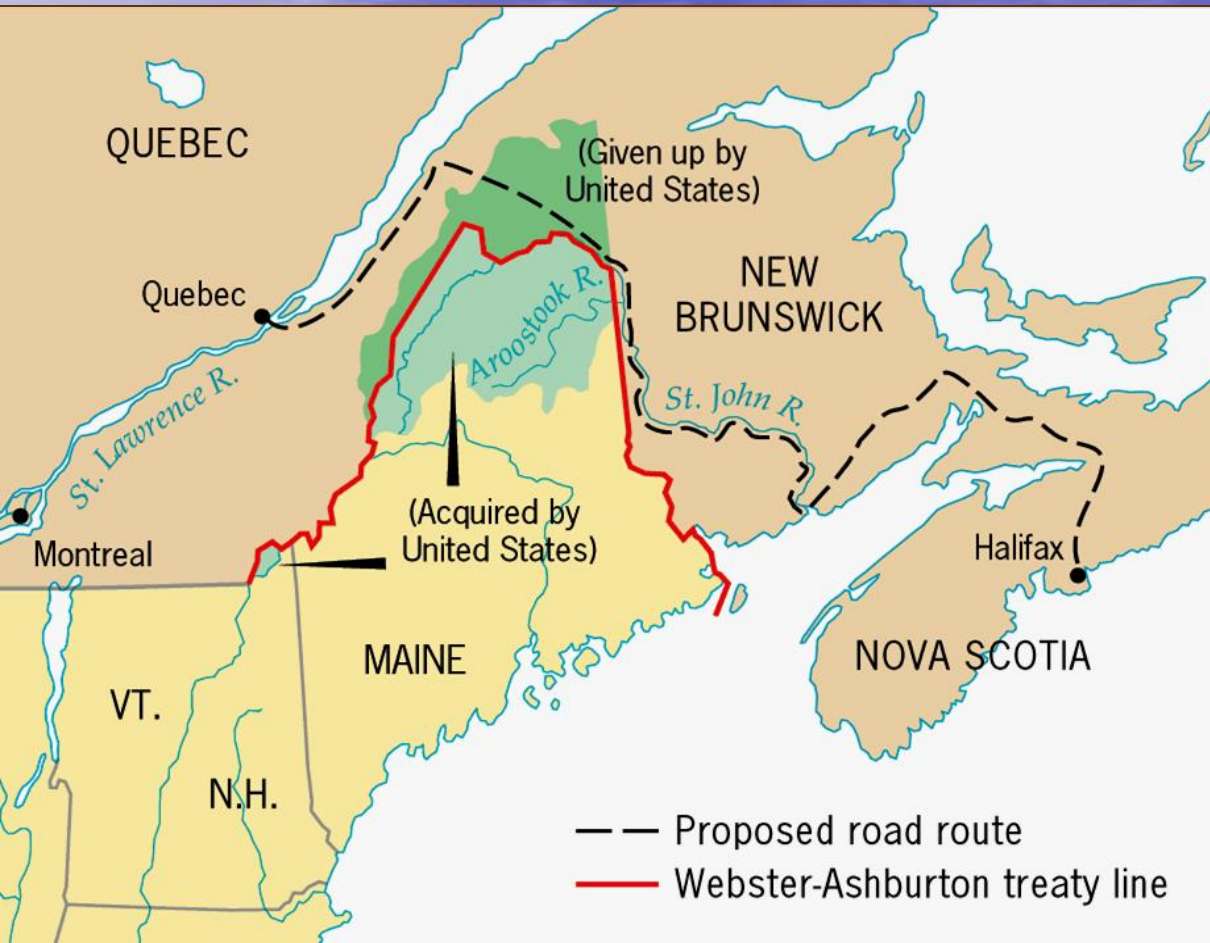 QUEBEC
(Given up by
United States)
NEW
BRUNSWICK
Quebec
Aroostook R.
St. Lawrence R.
St. John R.
(Acquired by
United States)
Montreal
Halifax
MAINE
NOVA SCOTIA
VT.
N.H.
Proposed road route
Webster-Ashburton treaty line